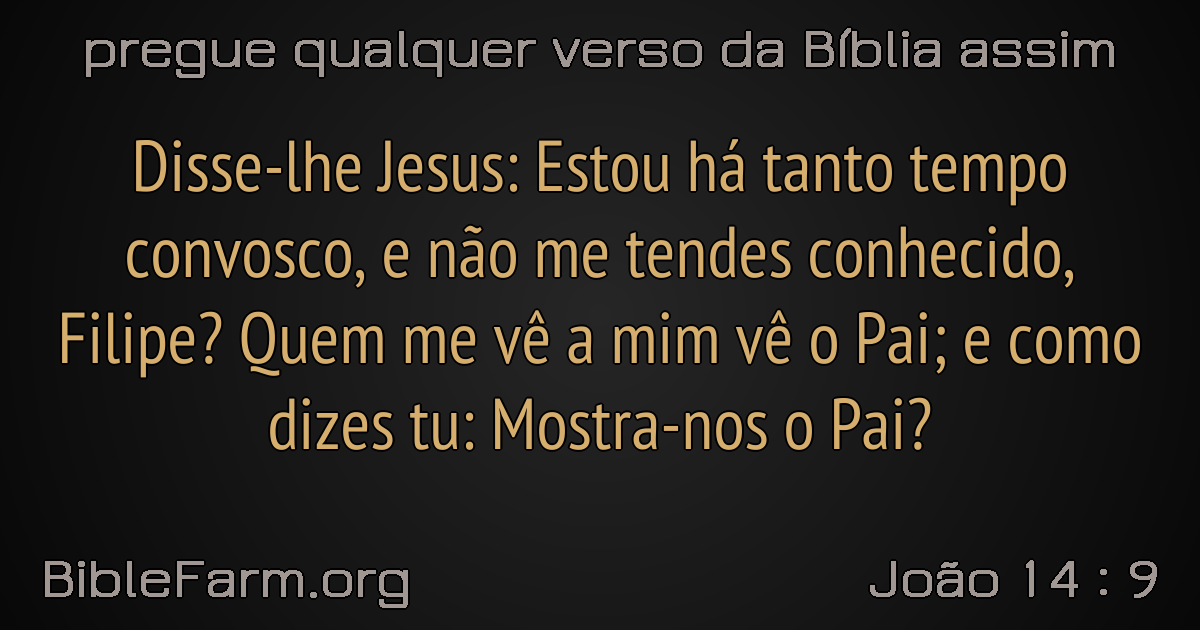 pregue qualquer verso da Bíblia assim
Disse-lhe Jesus: Estou há tanto tempo
convosco, e não me tendes conhecido,
Filipe? Quem me vê a mim vê o Pai; e como
dizes tu: Mostra-nos o Pai?
BibleFarm.org
João 14 : 9